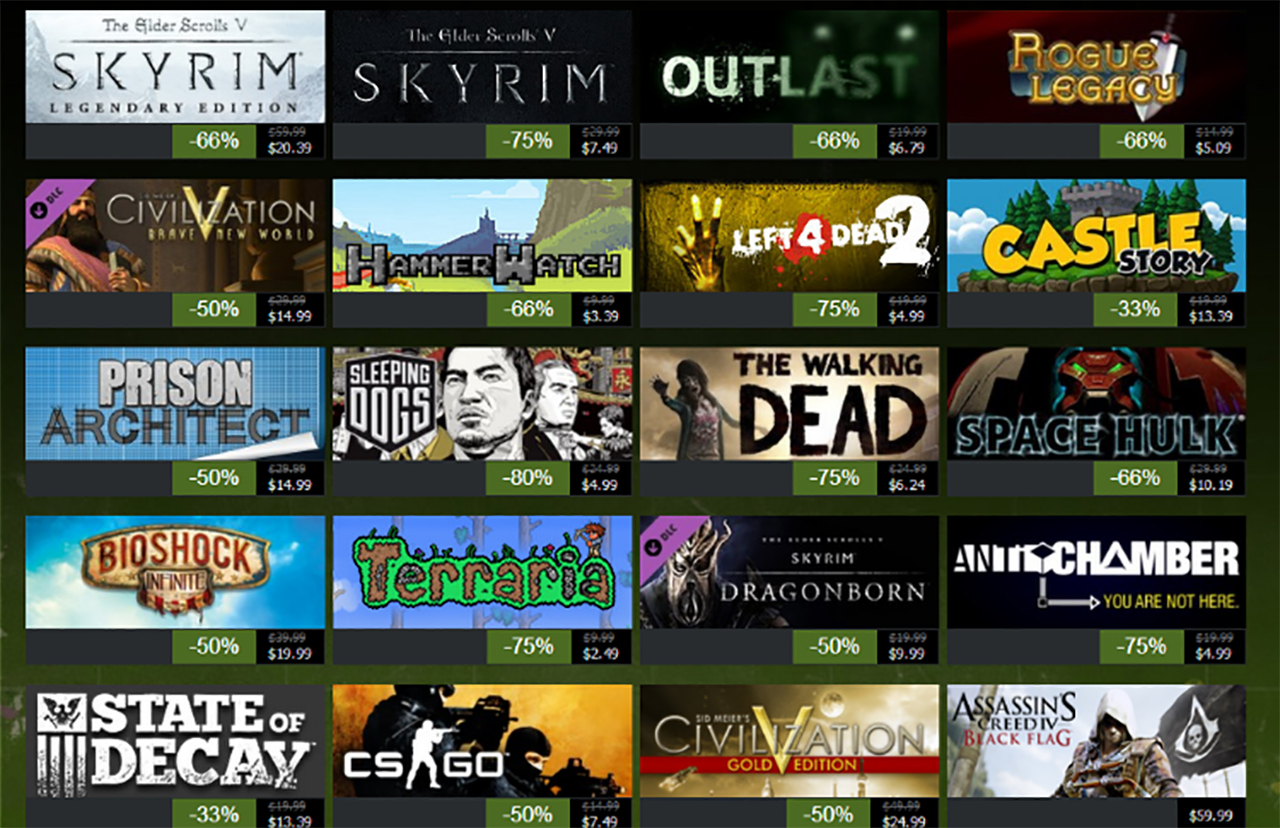 The Elder Scrolls V
SKYRIM
LEGENDARY EDITION
-66%
$59.99
$20.39
The Elder Scrolls V
SKYRIM
-75%
$29.99
$7.49
OUTLAST
-66%
$19.99
$6.79
ROGUE
LEGACY
-66%
$14.99
$5.09
DLC
SID MEIER'S
CIVILIZATION V
BRAVE NEW WORLD
-50%
$29.99
$14.99
HAMMERWATCH
-66%
$9.99
$3.39
LEFT 4 DEAD 2
-75%
$19.99
$4.99
CASTLE
STORY
-33%
$19.99
$13.39
PRISON
ARCHITECT
-50%
$29.99
$14.99
SLEEPING
DOGS
-80%
$24.99
$4.99
THE WALKING
DEAD
-75%
$24.99
$6.24
SPACE HULK
-66%
$29.99
$10.19
BIOSHOCK
INFINITE
-50%
$39.99
$19.99
Terraria
-75%
$9.99
$2.49
DLC
THE ELDER SCROLLS V
SKYRIM
DRAGONBORN
-50%
$19.99
$9.99
ANTICHAMBER
YOU ARE NOT HERE.
-75%
$19.99
$4.99
STATE OF
DECAY
-33%
$19.99
$13.39
CS GO
-50%
$14.99
$7.49
SID MEIER'S
CIVILIZATION V
GOLD EDITION
-50%
$49.99
$24.99
ASSASSIN'S
CREED IV
BLACK FLAG
$59.99